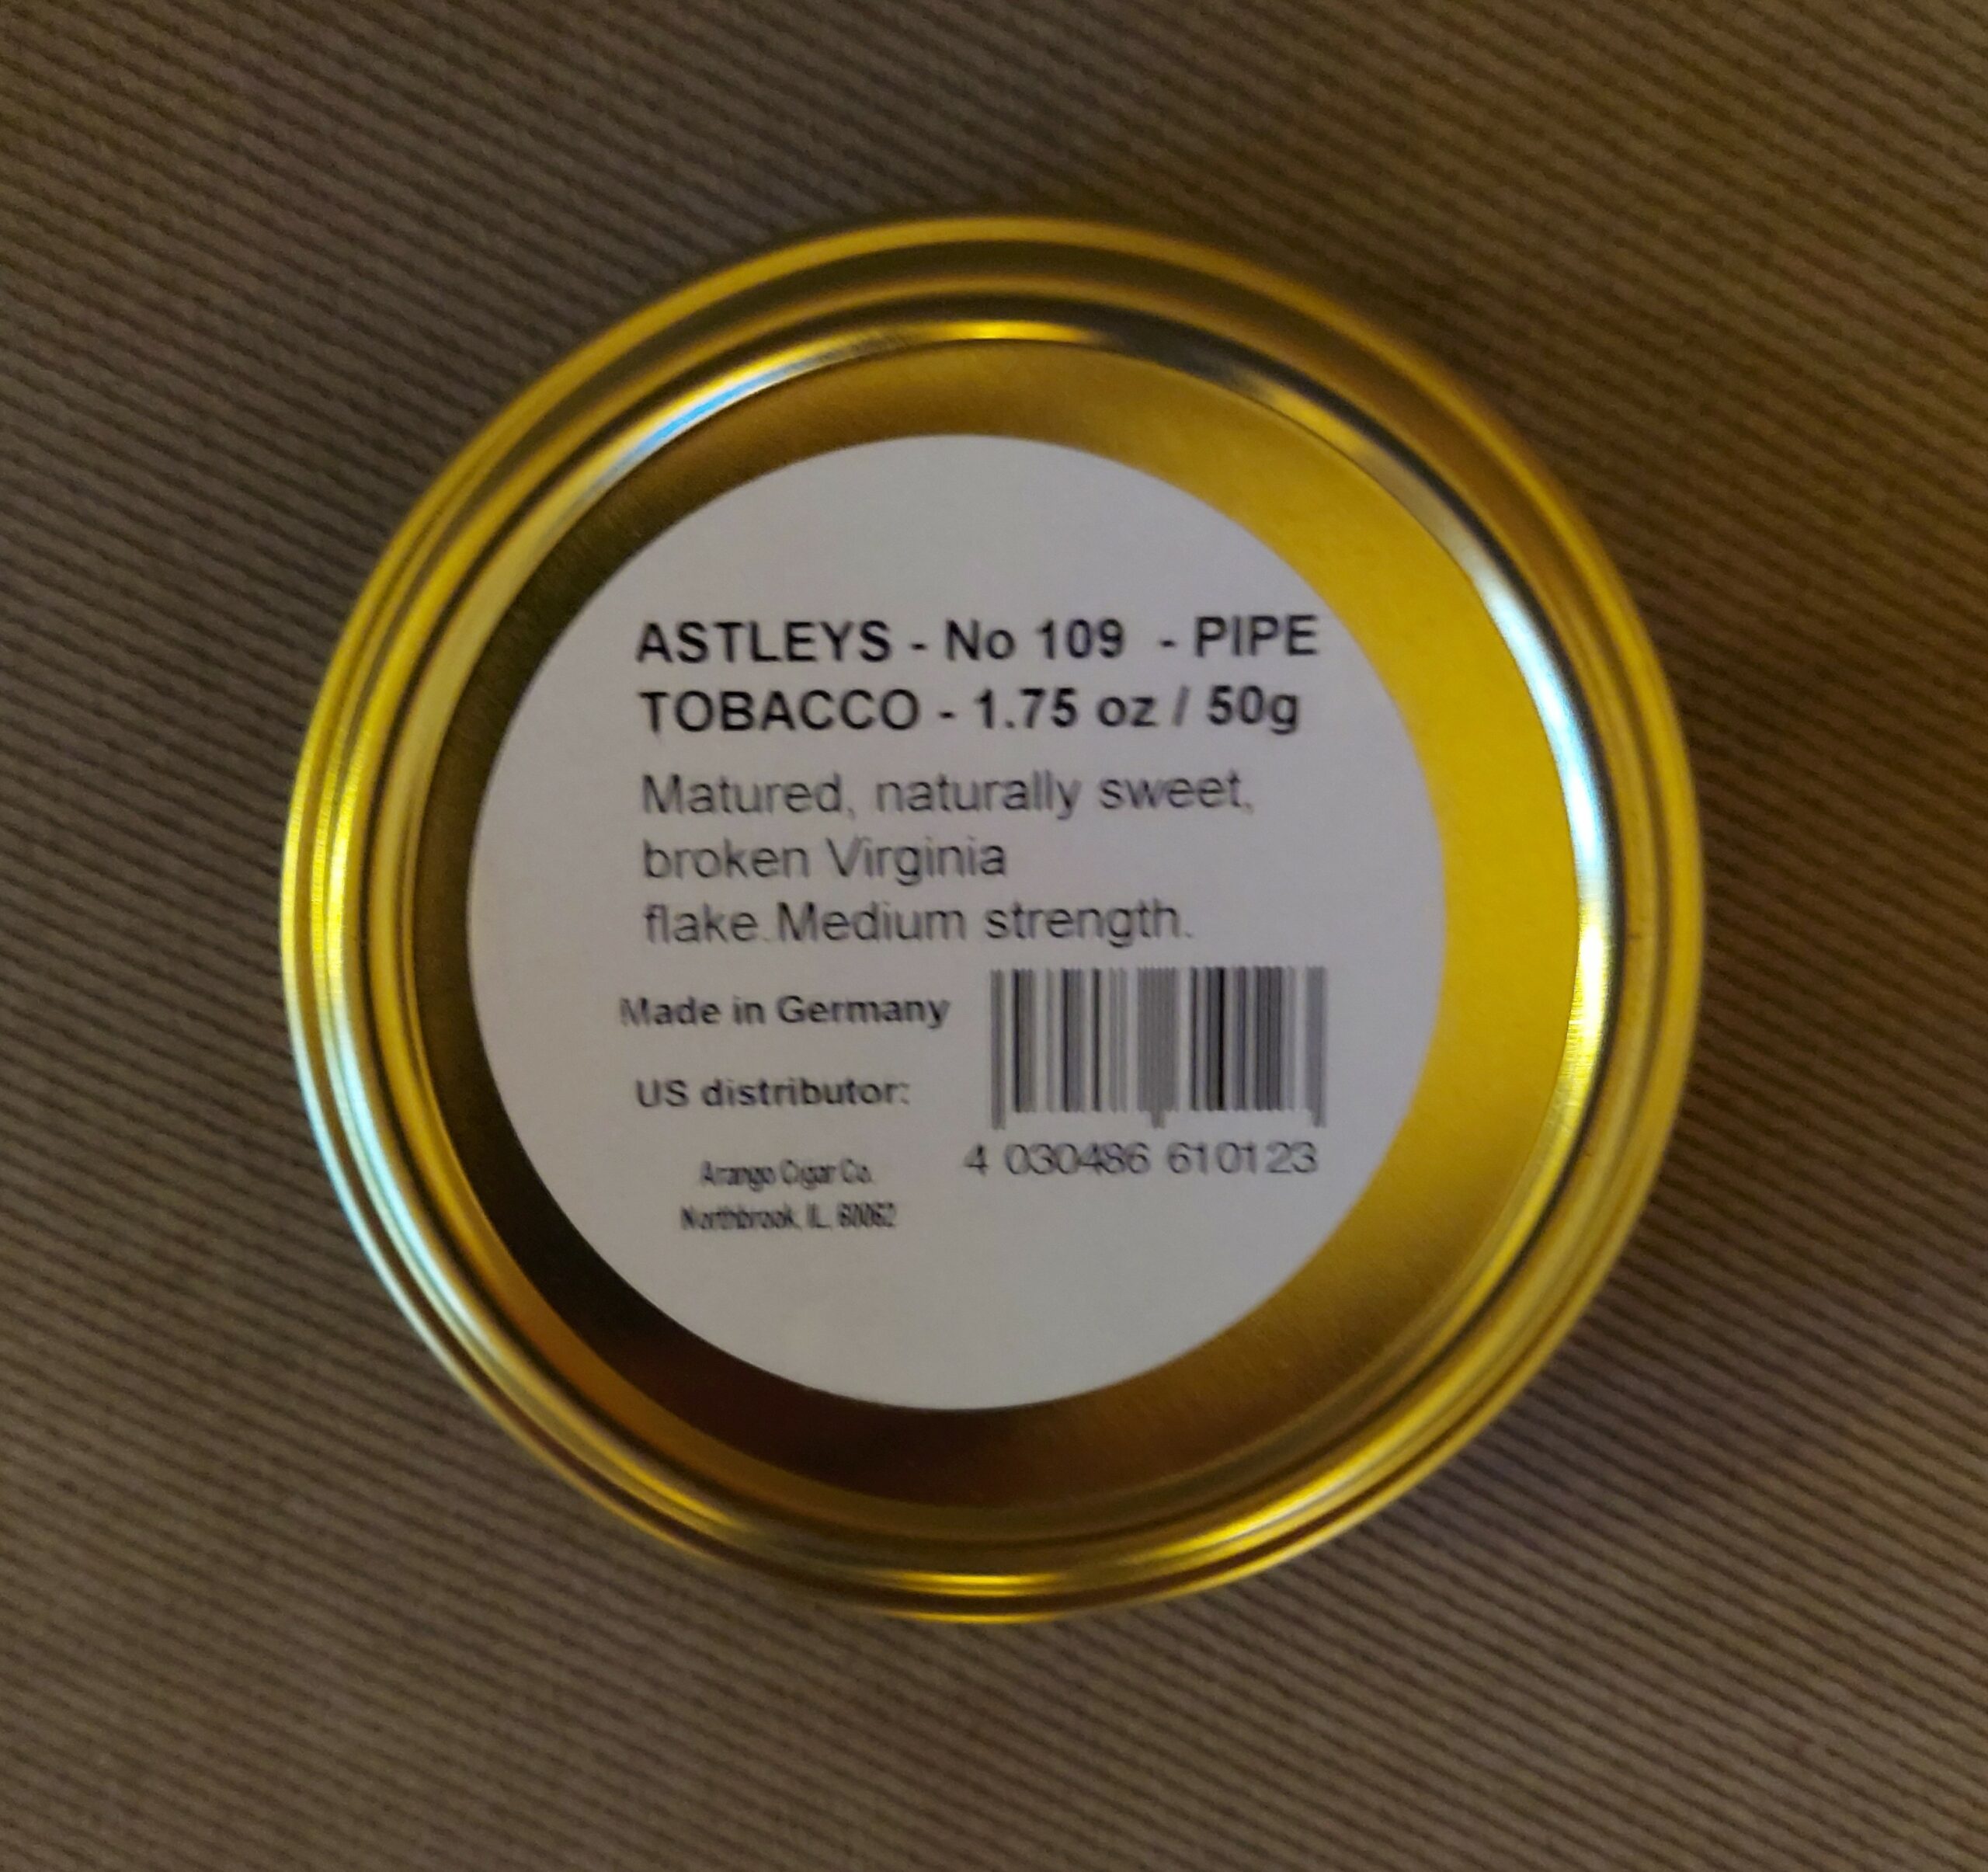 ASTLEYS - No 109 - PIPE
TOBACCO - 1.75 oz / 50g
Matured, naturally sweet,
broken Virginia
flake.Medium strength.
Made in Germany
US distributor:
Arango Cigar Co.
Northbrook, IL, 60062
4 030486 610123